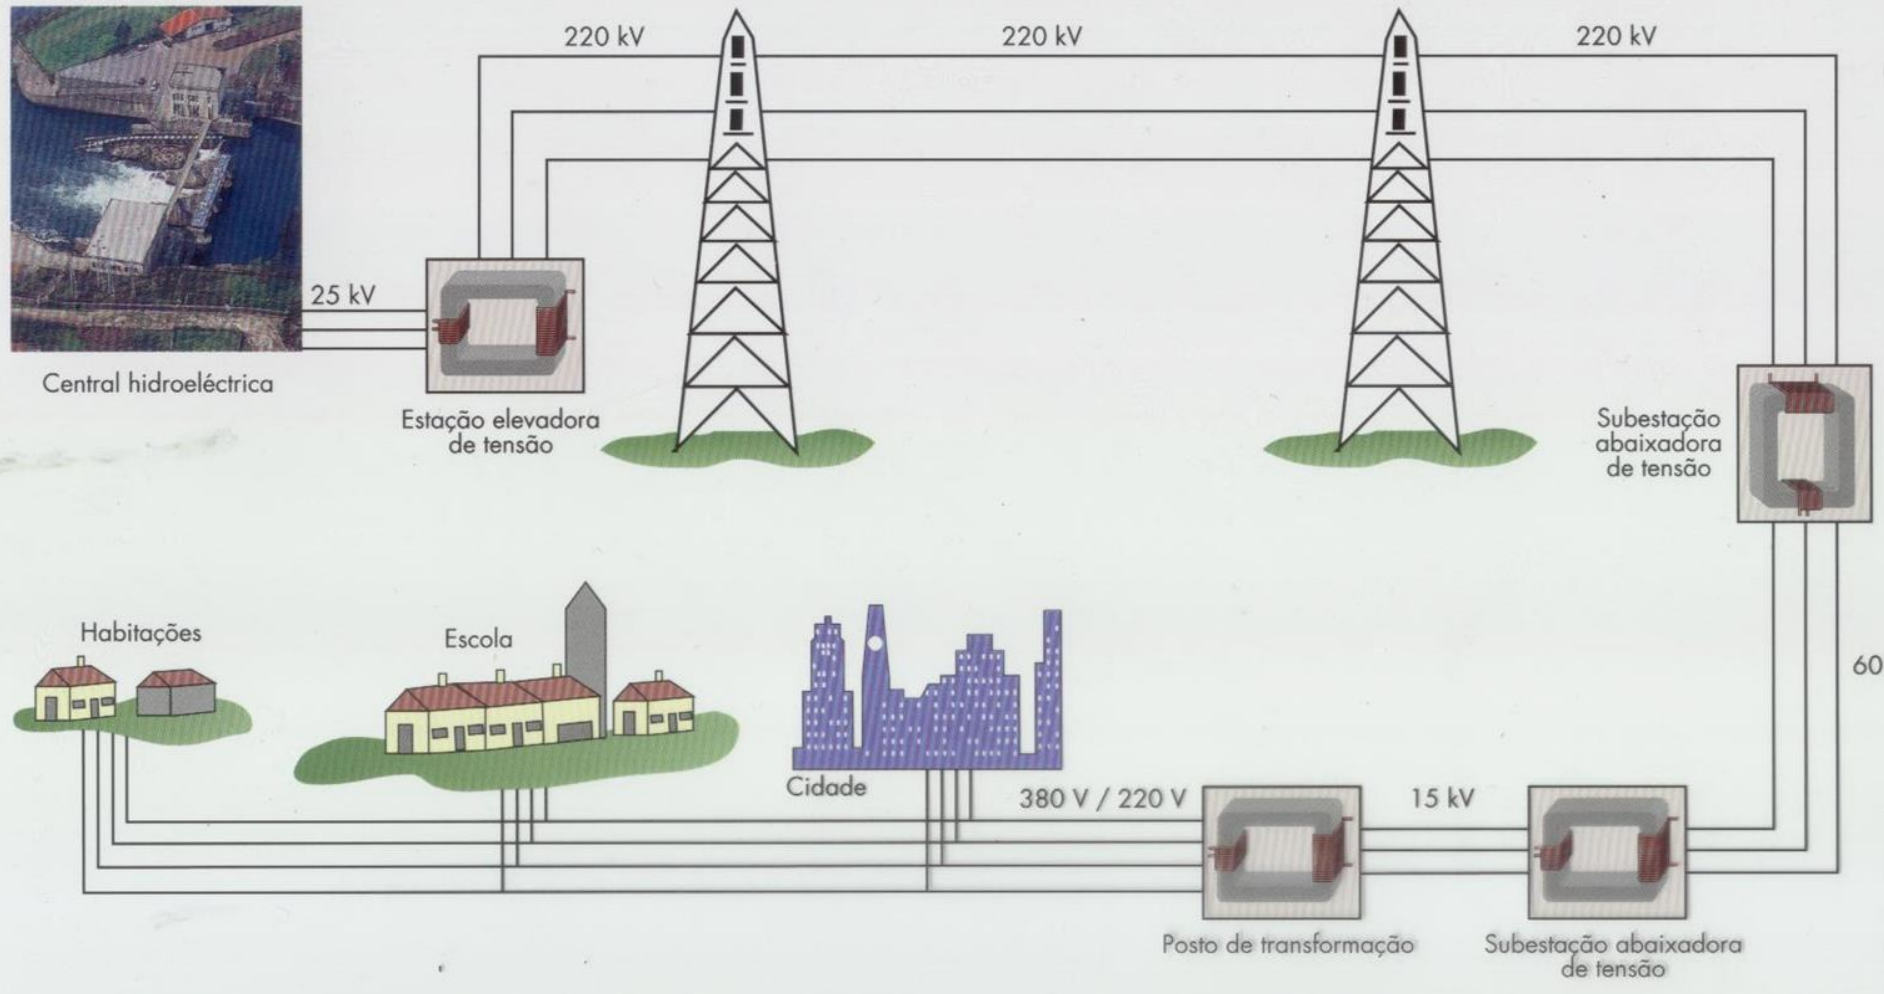 220 kV
220 kV
220 kV
25 kV
Central hidroeléctrica
Estação elevadora
de tensão
Subestação
abaixadora
de tensão
Habitações
Escola
60
Cidade
380 V / 220 V
15 kV
Posto de transformação
Subestação abaixadora
de tensão